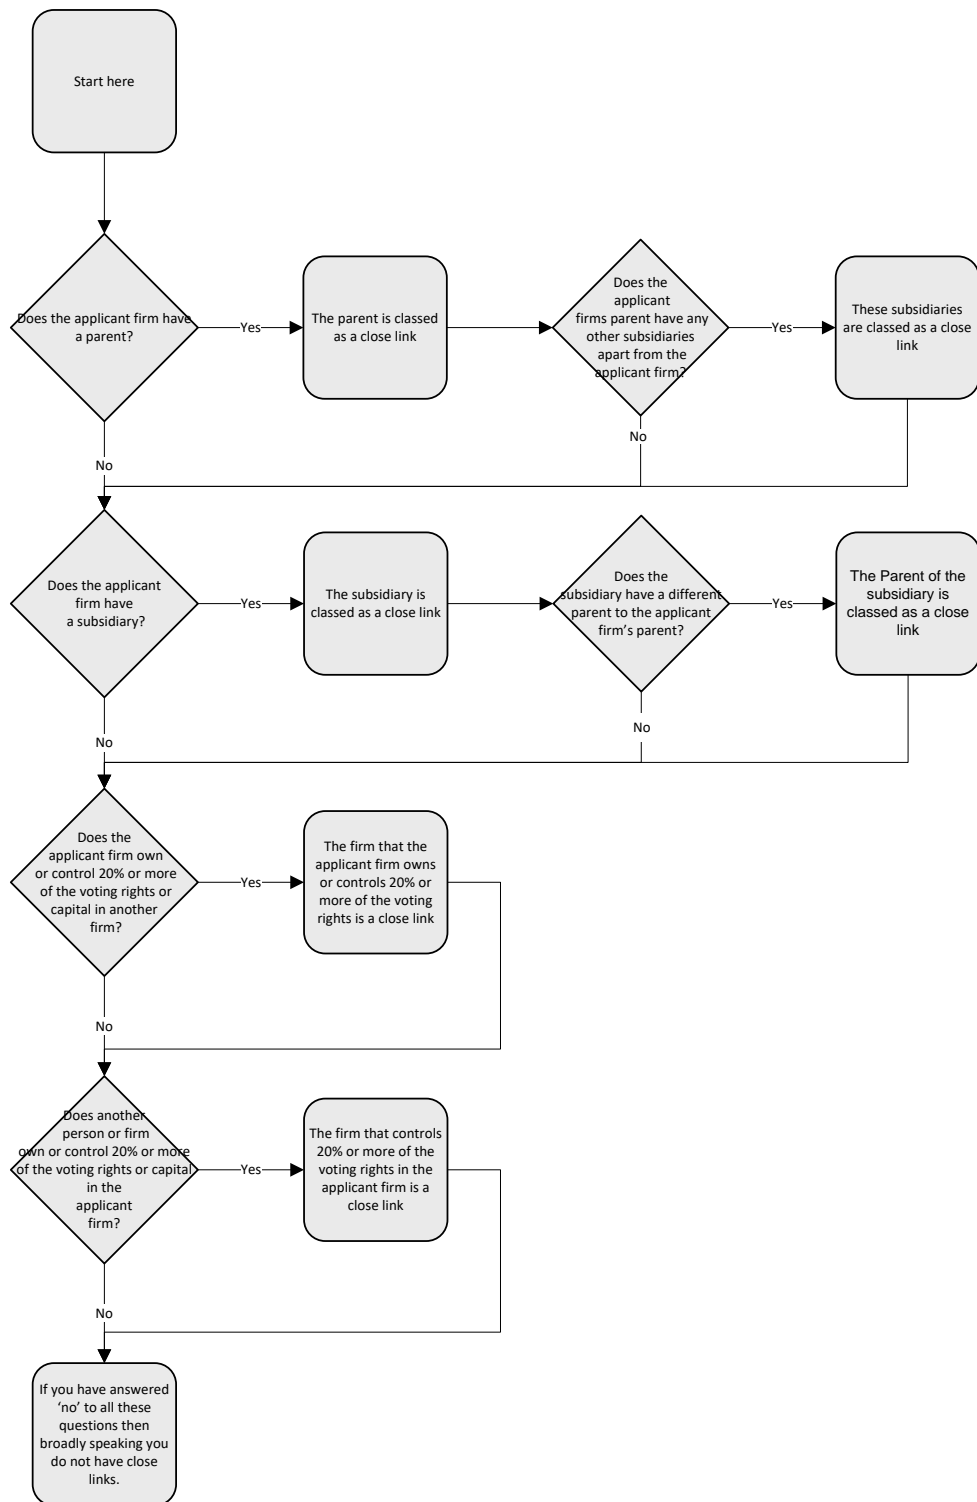 Start here
Does the applicant firm have
a parent?
Yes
The parent is classed
as a close link
Does the
applicant
firms parent have any
other subsidiaries
apart from the
applicant firm?
Yes
These subsidiaries
are classed as a close
link
No
No
Does the applicant
firm have
a subsidiary?
Yes
The subsidiary is
classed as a close link
Does the
subsidiary have a different
parent to the applicant
firm’s parent?
Yes
The Parent of the
subsidiary is
classed as a close
link
No
No
Does the
applicant firm own
or control 20% or more
of the voting rights or
capital in another
firm?
Yes
The firm that the
applicant firm owns
or controls 20% or
more of the voting
rights is a close link
No
Does another
person or firm
own or control 20% or more
of the voting rights or capital
in the
applicant
firm?
Yes
The firm that controls
20% or more of the
voting rights in the
applicant firm is a
close link
No
If you have answered
‘no’ to all these
questions then
broadly speaking you
do not have close
links.